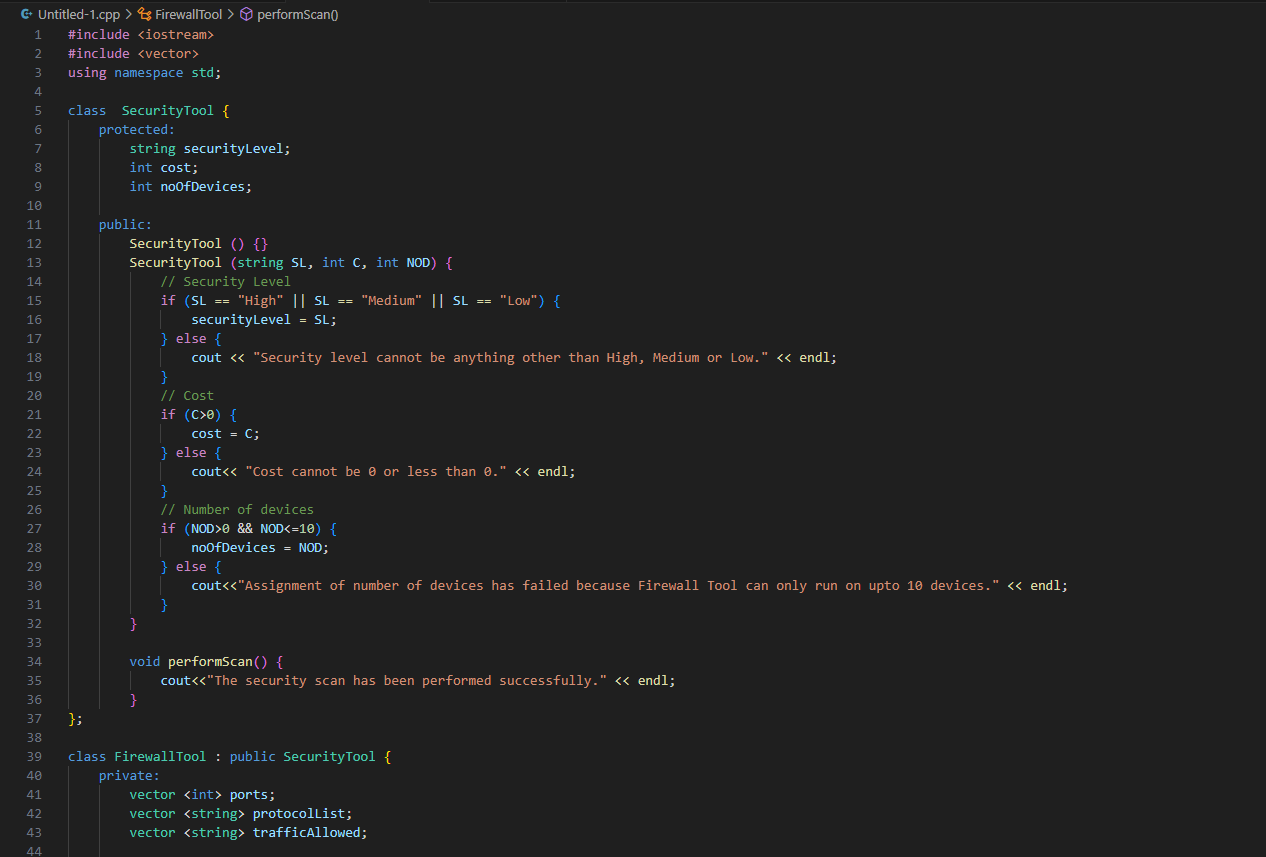 Untitled-1.cpp > FirewallTool > performScan()
1 #include <iostream>
2 #include <vector>
3 using namespace std;
4
5 class  SecurityTool {
6     protected:
7         string securityLevel;
8         int cost;
9         int noOfDevices;
10
11     public:
12         SecurityTool () {}
13         SecurityTool (string SL, int C, int NOD) {
14             // Security Level
15             if (SL == "High" || SL == "Medium" || SL == "Low") {
16                 securityLevel = SL;
17             } else {
18                 cout << "Security level cannot be anything other than High, Medium or Low." << endl;
19             }
20             // Cost
21             if (C>0) {
22                 cost = C;
23             } else {
24                 cout<< "Cost cannot be 0 or less than 0." << endl;
25             }
26             // Number of devices
27             if (NOD>0 && NOD<=10) {
28                 noOfDevices = NOD;
29             } else {
30                 cout<<"Assignment of number of devices has failed because Firewall Tool can only run on upto 10 devices." << endl;
31             }
32         }
33
34         void performScan() {
35             cout<<"The security scan has been performed successfully." << endl;
36         }
37 };
38
39 class FirewallTool : public SecurityTool {
40     private:
41         vector <int> ports;
42         vector <string> protocolList;
43         vector <string> trafficAllowed;
44